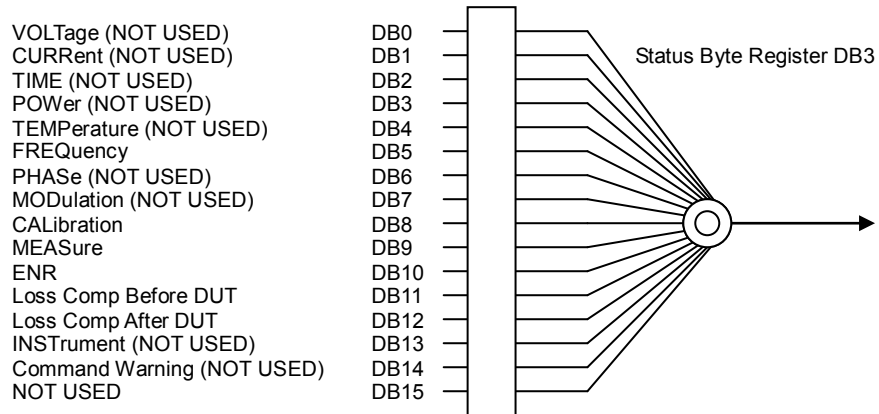 VOLTage (NOT USED) DB0
CURRent (NOT USED) DB1 Status Byte Register DB3
TIME (NOT USED) DB2
POWer (NOT USED) DB3
TEMPerature (NOT USED) DB4
FREQuency DB5
PHASe (NOT USED) DB6
MODulation (NOT USED) DB7
CALibration DB8
MEASure DB9
ENR DB10
Loss Comp Before DUT DB11
Loss Comp After DUT DB12
INSTrument (NOT USED) DB13
Command Warning (NOT USED) DB14
NOT USED DB15